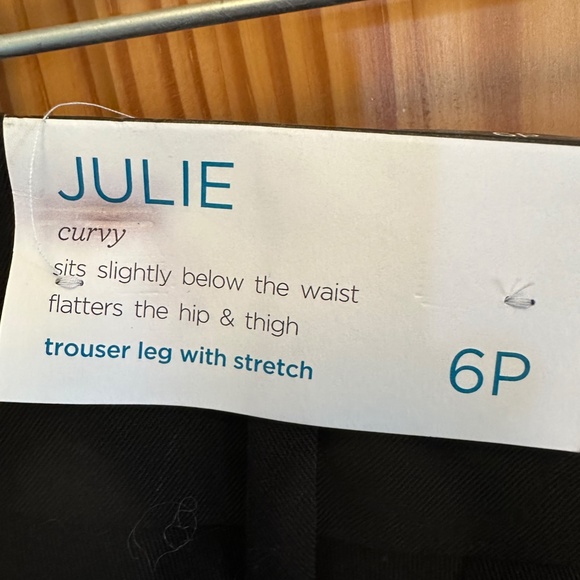 JULIE
curvy
sits slightly below the waist
flatters the hip & thigh
trouser leg with stretch
6P